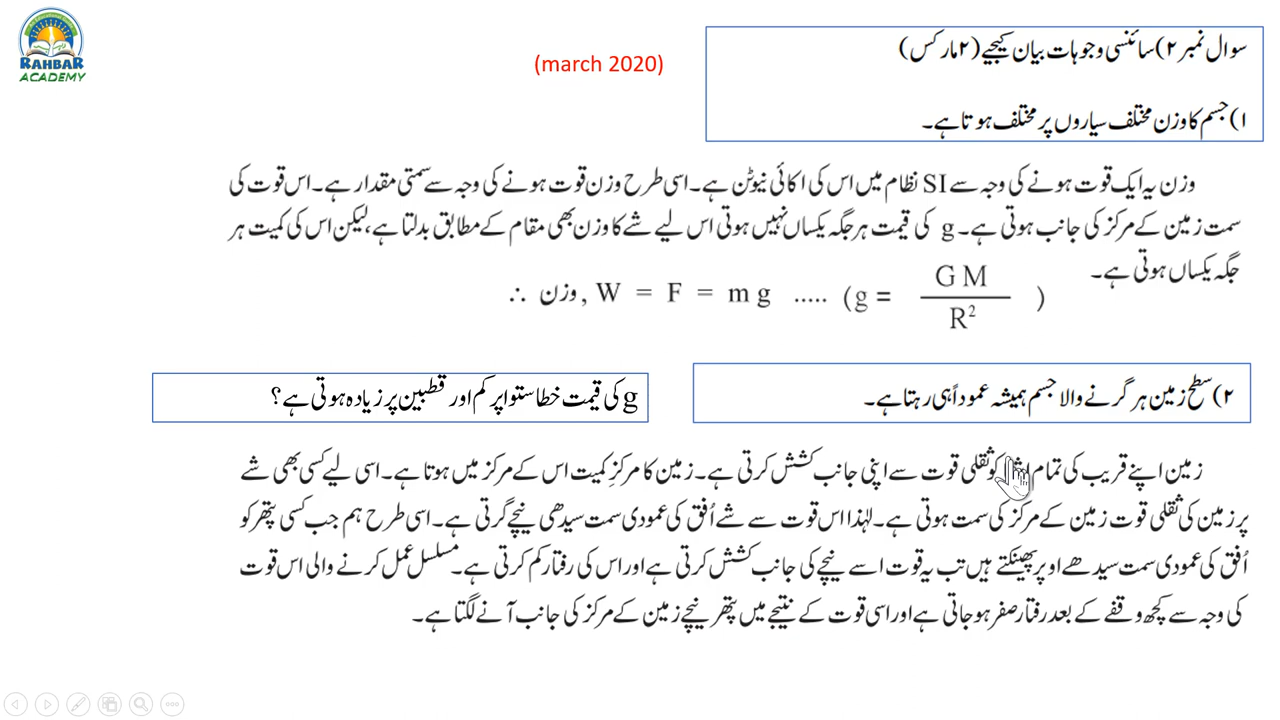 RAHBAR
ACADEMY
(march 2020)
سوال نمبر ۲) سائنسی وجوہات بیان کیجیے (۲ مارکس)
۱) جسم کا وزن مختلف سیاروں پر مختلف ہوتا ہے۔
وزن یہ ایک قوت ہونے کی وجہ سے SI نظام میں اس کی اکائی نیوٹن ہے۔ اسی طرح وزن قوت ہونے کی وجہ سے سمتی مقدار ہے۔ اس قوت کی
سمت زمین کے مرکز کی جانب ہوتی ہے۔ g کی قیمت ہر جگہ یکساں نہیں ہوتی اس لیے شے کا وزن بھی مقام کے مطابق بدلتا ہے، لیکن اس کی کمیت ہر
جگہ یکساں ہوتی ہے۔
∴ وزن, W = F = m g ..... (g = GM / R²)
۲) سطح زمین ہر گرنے والا جسم ہمیشہ عموداً ہی رہتا ہے۔
g کی قیمت خط استوا پر کم اور قطبین پر زیادہ ہوتی ہے؟
زمین اپنے قریب کی تمام کو ثقلی قوت سے اپنی جانب کشش کرتی ہے۔ زمین کا مرکزِ کمیت اس کے مرکز میں ہوتا ہے۔ اسی لیے کسی بھی شے
پر زمین کی ثقلی قوت زمین کے مرکز کی سمت ہوتی ہے۔ لہٰذا اس قوت سے شے اُفق کی عمودی سمت سیدھی نیچے گرتی ہے۔ اسی طرح ہم جب کسی پتھر کو
اُفق کی عمودی سمت سیدھے اوپر پھینکتے ہیں تب یہ قوت اسے نیچے کی جانب کشش کرتی ہے اور اس کی رفتار کم کرتی ہے۔ مسلسل عمل کرنے والی اس قوت
کی وجہ سے کچھ وقفے کے بعد رفتار صفر ہو جاتی ہے اور اسی قوت کے نتیجے میں پتھر نیچے زمین کے مرکز کی جانب آنے لگتا ہے۔